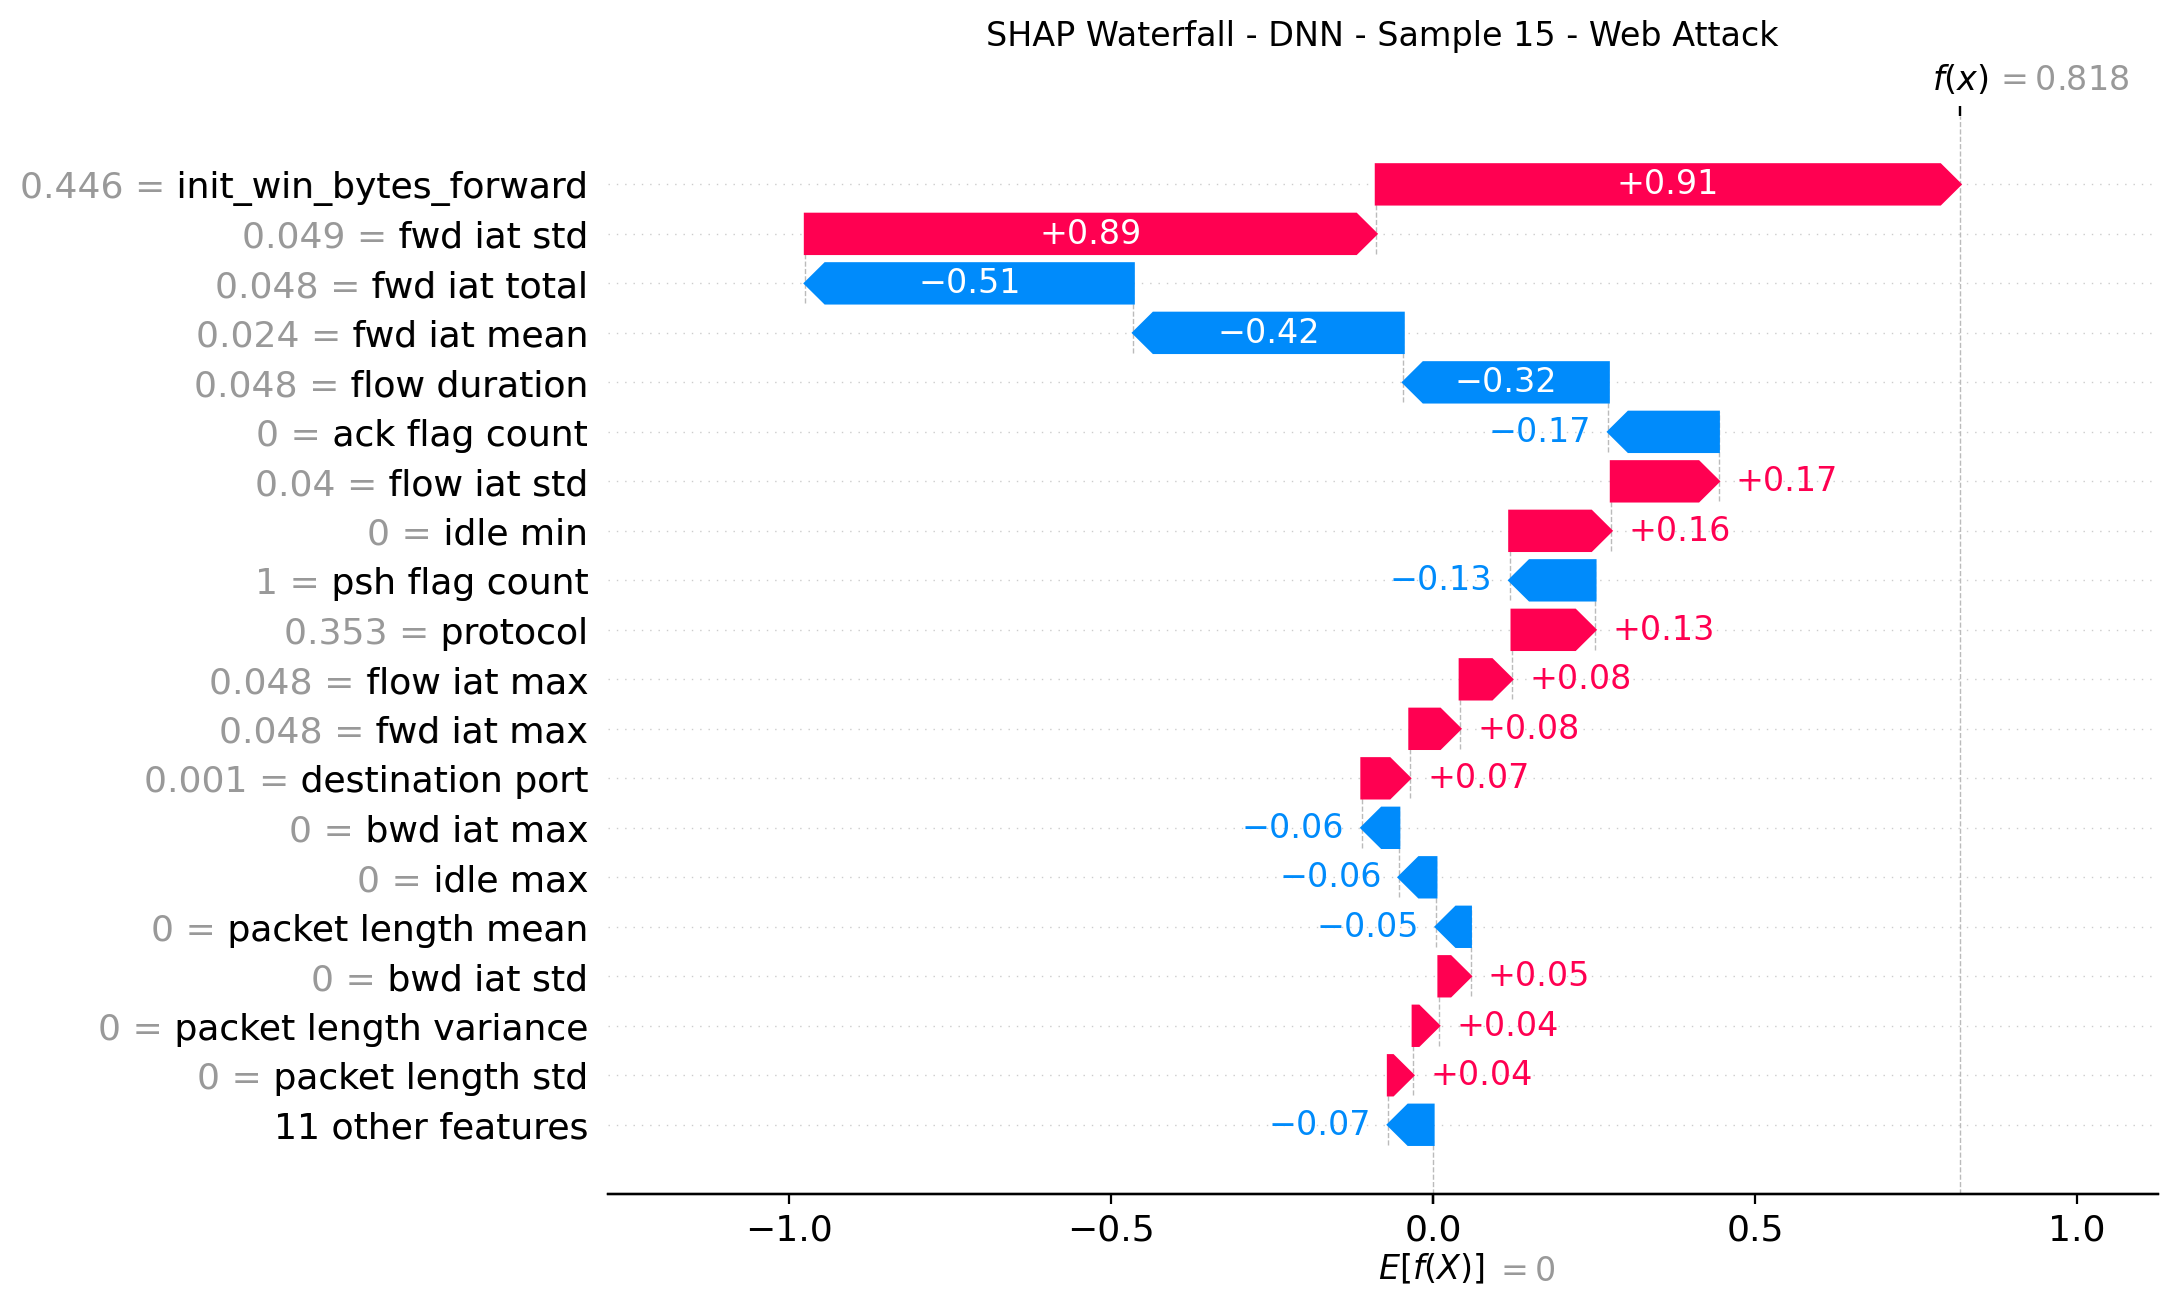 SHAP Waterfall - DNN - Sample 15 - Web Attack
f(x) = 0.818
0.446 = init_win_bytes_forward +0.91
0.049 = fwd iat std +0.89
0.048 = fwd iat total −0.51
0.024 = fwd iat mean −0.42
0.048 = flow duration −0.32
0 = ack flag count −0.17
0.04 = flow iat std +0.17
0 = idle min +0.16
1 = psh flag count −0.13
0.353 = protocol +0.13
0.048 = flow iat max +0.08
0.048 = fwd iat max +0.08
0.001 = destination port +0.07
0 = bwd iat max −0.06
0 = idle max −0.06
0 = packet length mean −0.05
0 = bwd iat std +0.05
0 = packet length variance +0.04
0 = packet length std +0.04
11 other features −0.07
−1.0 −0.5 0.0 0.5 1.0
E[f(X)] = 0